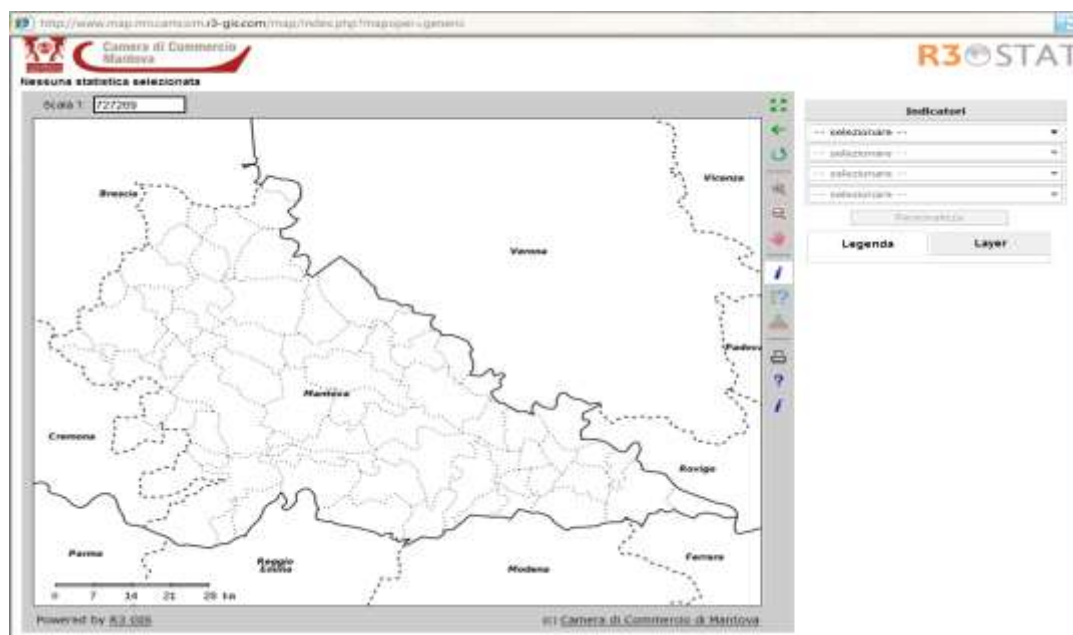 Camera di Commercio
Mantova
R3 STAT
Nessuna statistica selezionata
Scala 1:
Indicatori
-- selezionare --
-- selezionare --
-- selezionare --
-- selezionare --
Legenda
Layer
Brescia
Vicenza
Verona
Padova
Mantova
Cremona
Rovigo
Parma
Reggio
Emilia
Modena
Ferrara
0 7 14 21 28 km
Powered by R3 GIS
(c) Camera di Commercio di Mantova